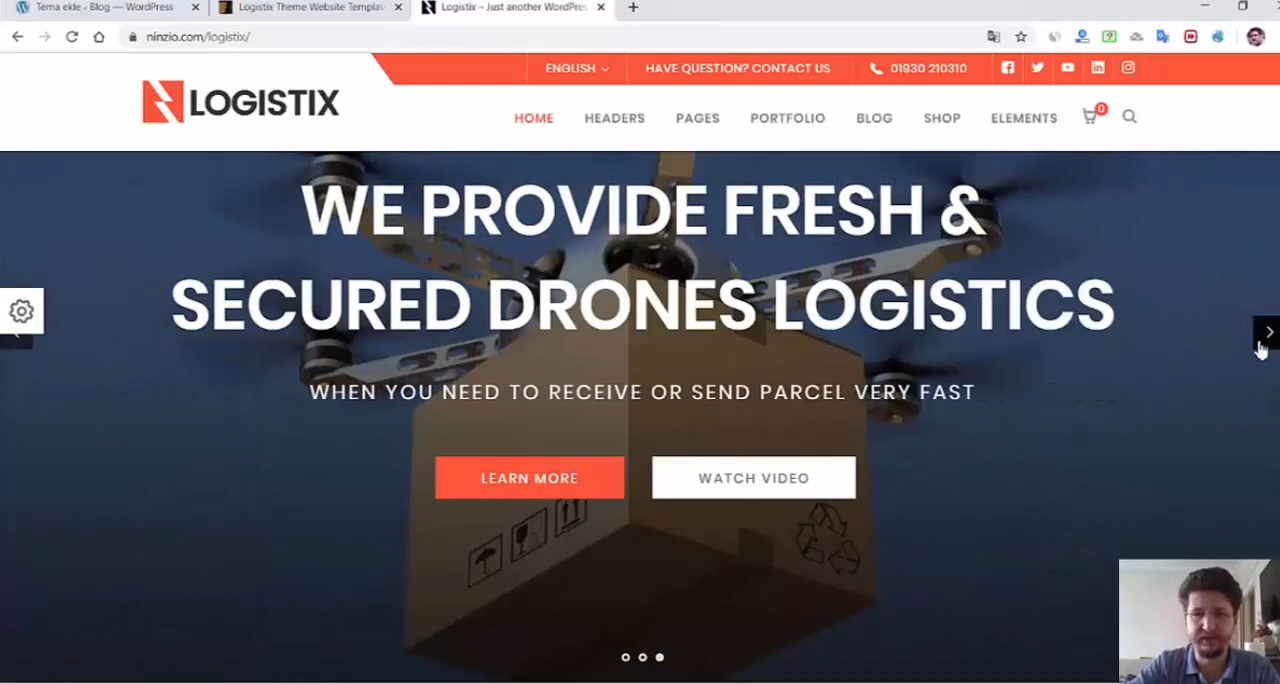 Tema ekle ‹ Blog — WordPress
Logistix Theme Website Templat
Logistix – Just another WordPres
ninzio.com/logistix/
ENGLISH
HAVE QUESTION? CONTACT US
01930 210310
LOGISTIX
HOME
HEADERS
PAGES
PORTFOLIO
BLOG
SHOP
ELEMENTS
0
WE PROVIDE FRESH &
SECURED DRONES LOGISTICS
WHEN YOU NEED TO RECEIVE OR SEND PARCEL VERY FAST
LEARN MORE
WATCH VIDEO